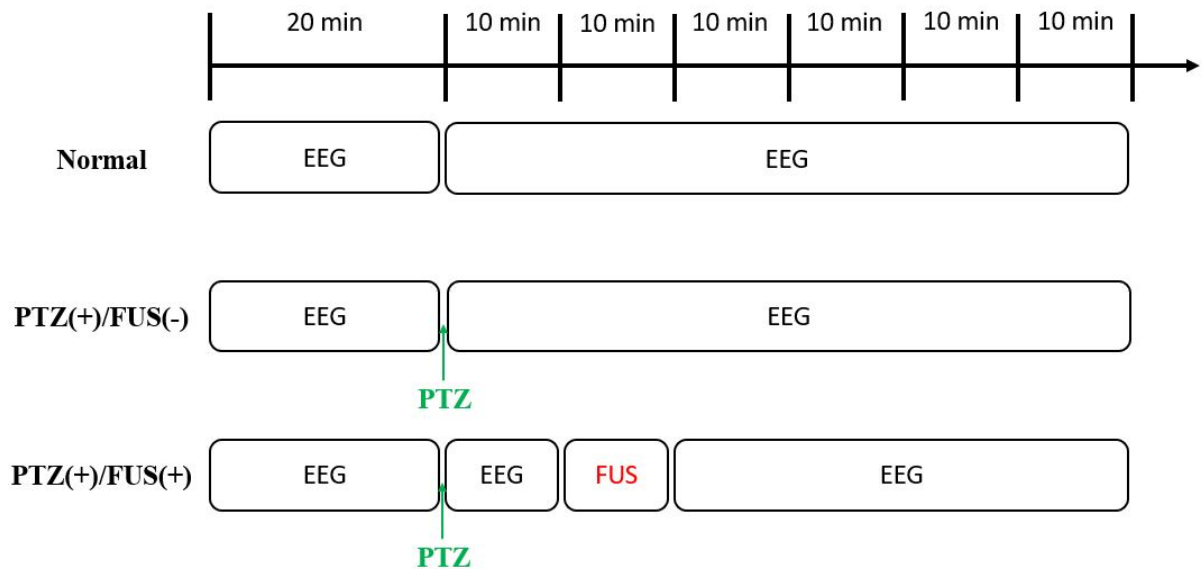 20 min 10 min 10 min 10 min 10 min 10 min 10 min
Normal EEG EEG
PTZ(+)/FUS(-) EEG EEG
PTZ
PTZ(+)/FUS(+) EEG EEG FUS EEG
PTZ